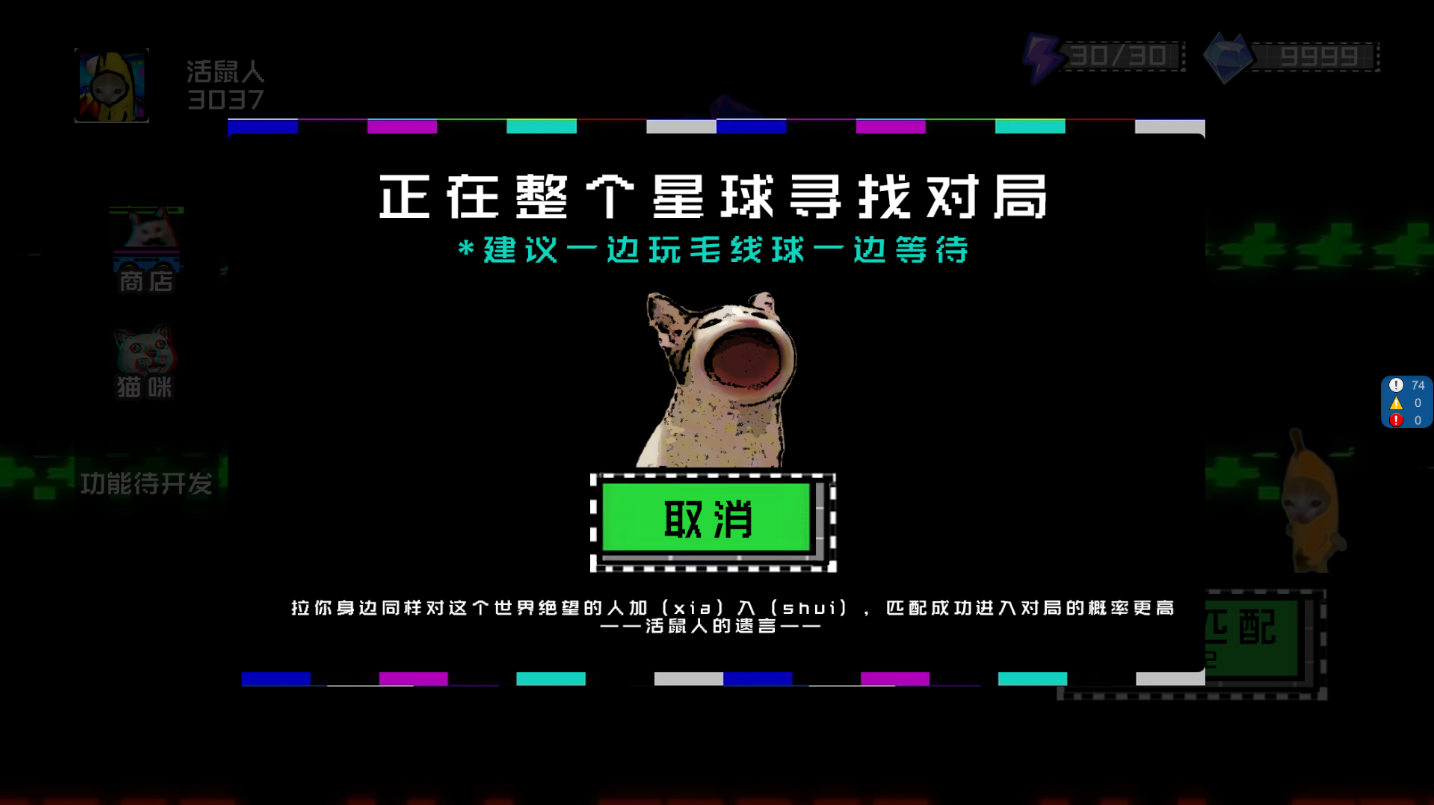 活鼠人
3037
30/30
9999
正在整个星球寻找对局
*建议一边玩毛线球一边等待
商店
猫咪
74
0
0
功能待开发
取消
拉你身边同样对这个世界绝望的人加（xia）入（shui），匹配成功进入对局的概率更高
——活鼠人的遗言——
匹配